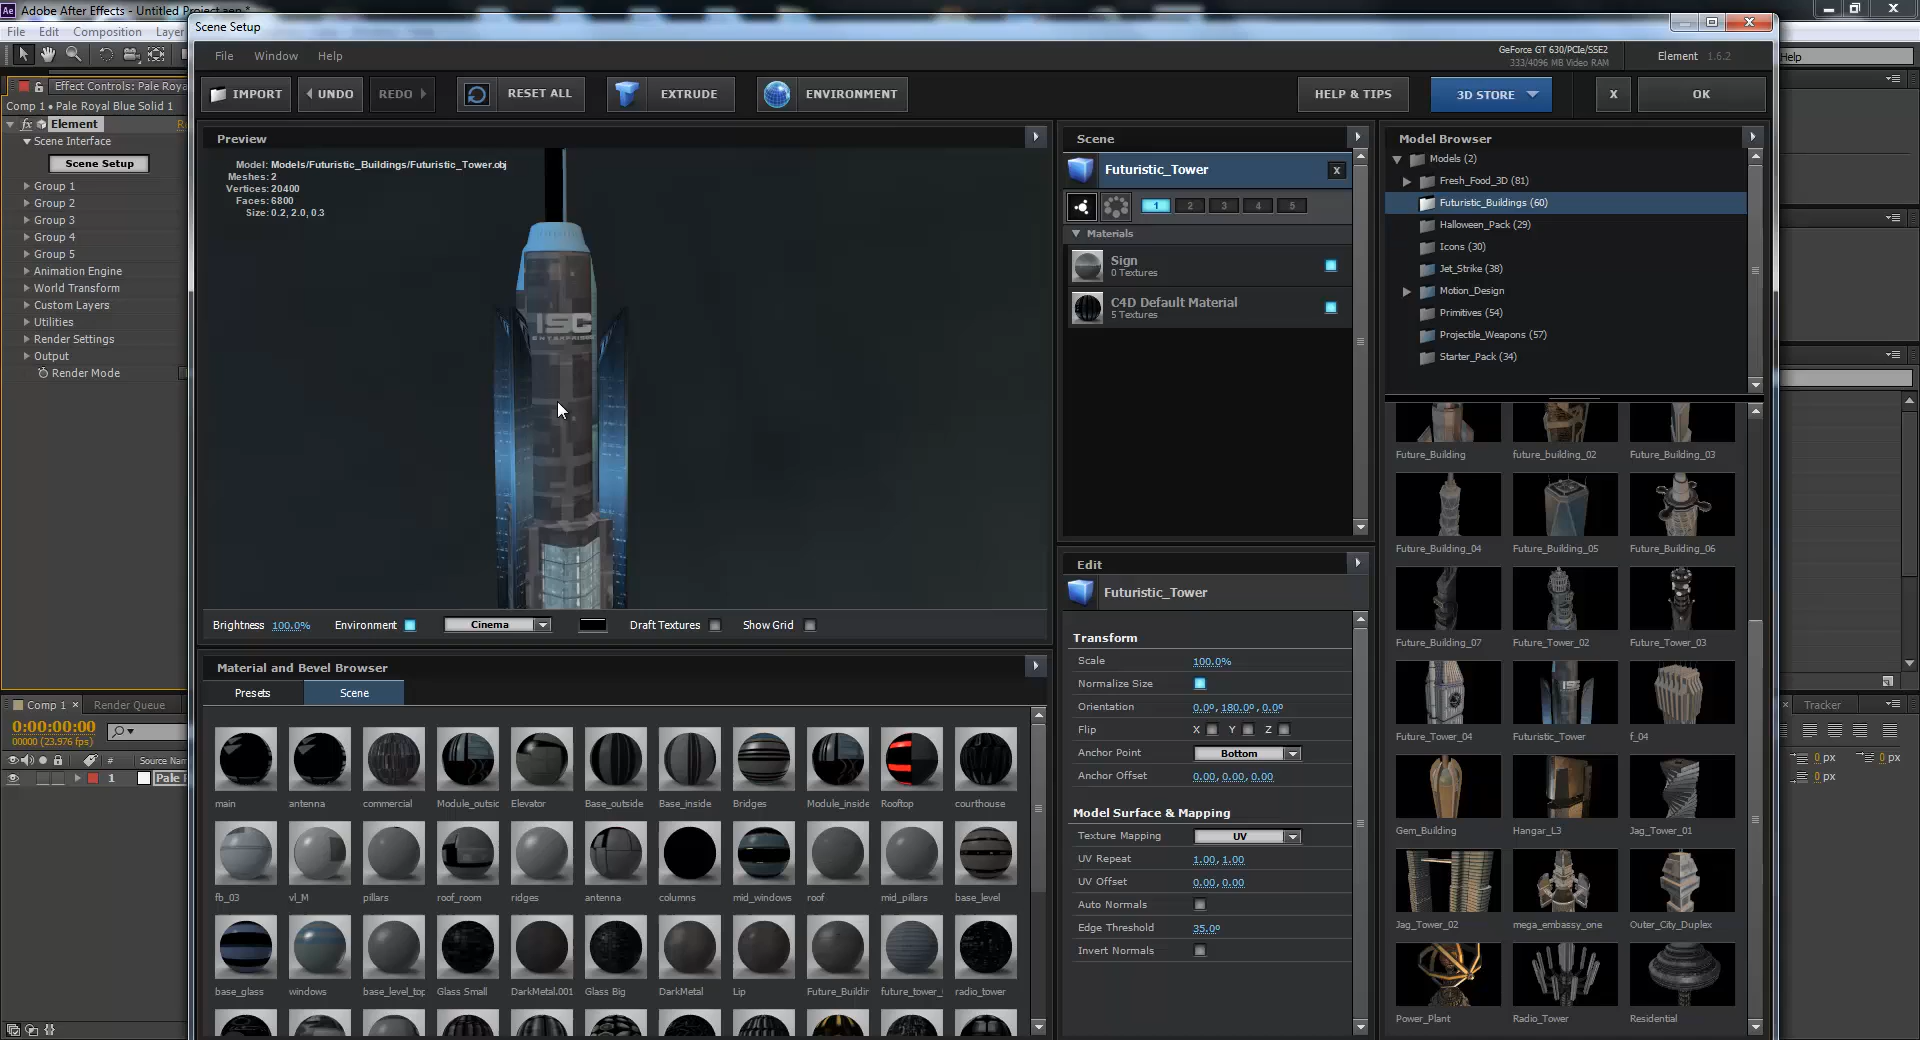 Adobe After Effects - Untitled Project.aep *
Scene Setup
File Edit Composition Layer
File Window Help
GeForce GT 630/PCIe/SSE2
333/4096 MB Video RAM
Element 1.6.2
Help
IMPORT
UNDO
REDO
RESET ALL
EXTRUDE
ENVIRONMENT
HELP & TIPS
3D STORE
X
OK
Effect Controls: Pale Roya
Comp 1 • Pale Royal Blue Solid 1
fx Element
Scene Interface
Scene Setup
Group 1
Group 2
Group 3
Group 4
Group 5
Animation Engine
World Transform
Custom Layers
Utilities
Render Settings
Output
Render Mode
Preview
Model: Models/Futuristic_Buildings/Futuristic_Tower.obj
Meshes: 2
Vertices: 20400
Faces: 6800
Size: 0.2, 2.0, 0.3
ISC
ENTERPRISE
Brightness 100.0%
Environment
Cinema
Draft Textures
Show Grid
Scene
Futuristic_Tower
x
1 2 3 4 5
Materials
Sign
0 Textures
C4D Default Material
5 Textures
Model Browser
Models (2)
Fresh_Food_3D (81)
Futuristic_Buildings (60)
Halloween_Pack (29)
Icons (30)
Jet_Strike (38)
Motion_Design
Primitives (54)
Projectile_Weapons (57)
Starter_Pack (34)
Future_Building future_building_02 Future_Building_03
Future_Building_04 Future_Building_05 Future_Building_06
Future_Building_07 Future_Tower_02 Future_Tower_03
Future_Tower_04 Futuristic_Tower f_04
Gem_Building Hangar_L3 Jag_Tower_01
Jag_Tower_02 mega_embassy_one Outer_City_Duplex
Power_Plant Radio_Tower Residential
Edit
Futuristic_Tower
Transform
Scale 100.0%
Normalize Size
Orientation 0.0º, 180.0º, 0.0º
Flip X Y Z
Anchor Point Bottom
Anchor Offset 0.00, 0.00, 0.00
Model Surface & Mapping
Texture Mapping UV
UV Repeat 1.00, 1.00
UV Offset 0.00, 0.00
Auto Normals
Edge Threshold 35.0º
Invert Normals
Material and Bevel Browser
Presets Scene
main antenna commercial Module_outsic Elevator Base_outside Base_inside Bridges Module_inside Rooftop courthouse
fb_03 vl_M pillars roof_room ridges antenna columns mid_windows roof mid_pillars base_level
base_glass windows base_level_top Glass Small DarkMetal.001 Glass Big DarkMetal Lip Future_Buildin future_tower_ radio_tower
Comp 1 × Render Queue
0:00:00:00
00000 (23.976 fps)
# Source Nam
1 Pale
Tracker
0 px 0 px
0 px